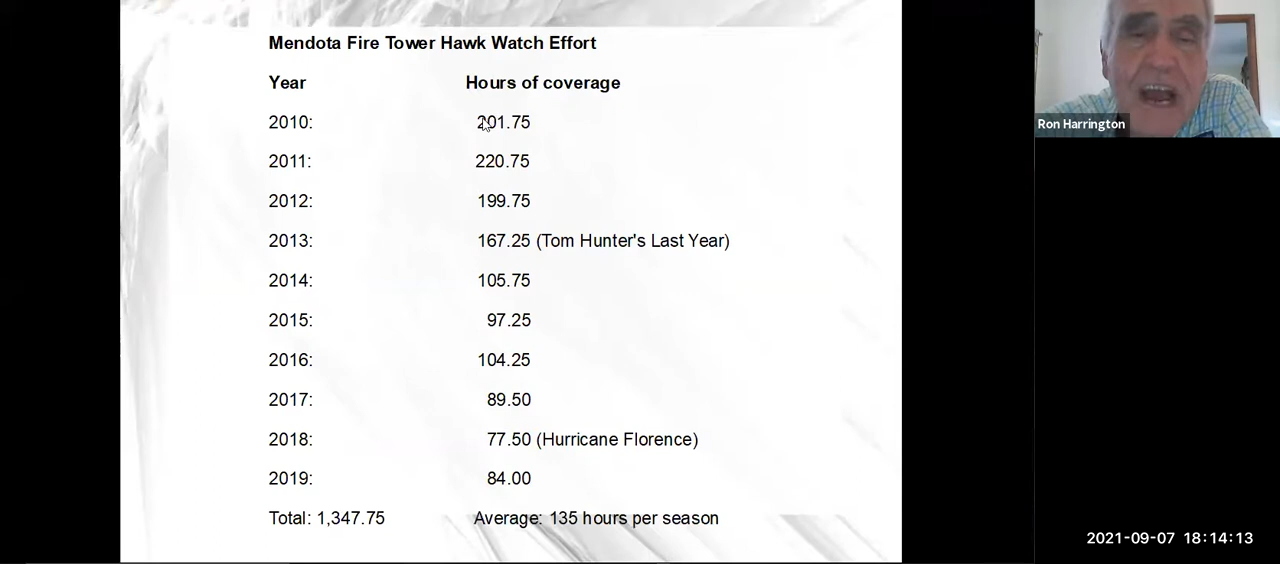 Mendota Fire Tower Hawk Watch Effort
Year Hours of coverage
2010: 201.75
2011: 220.75
2012: 199.75
2013: 167.25 (Tom Hunter's Last Year)
2014: 105.75
2015: 97.25
2016: 104.25
2017: 89.50
2018: 77.50 (Hurricane Florence)
2019: 84.00
Total: 1,347.75 Average: 135 hours per season
Ron Harrington
2021-09-07 18:14:13